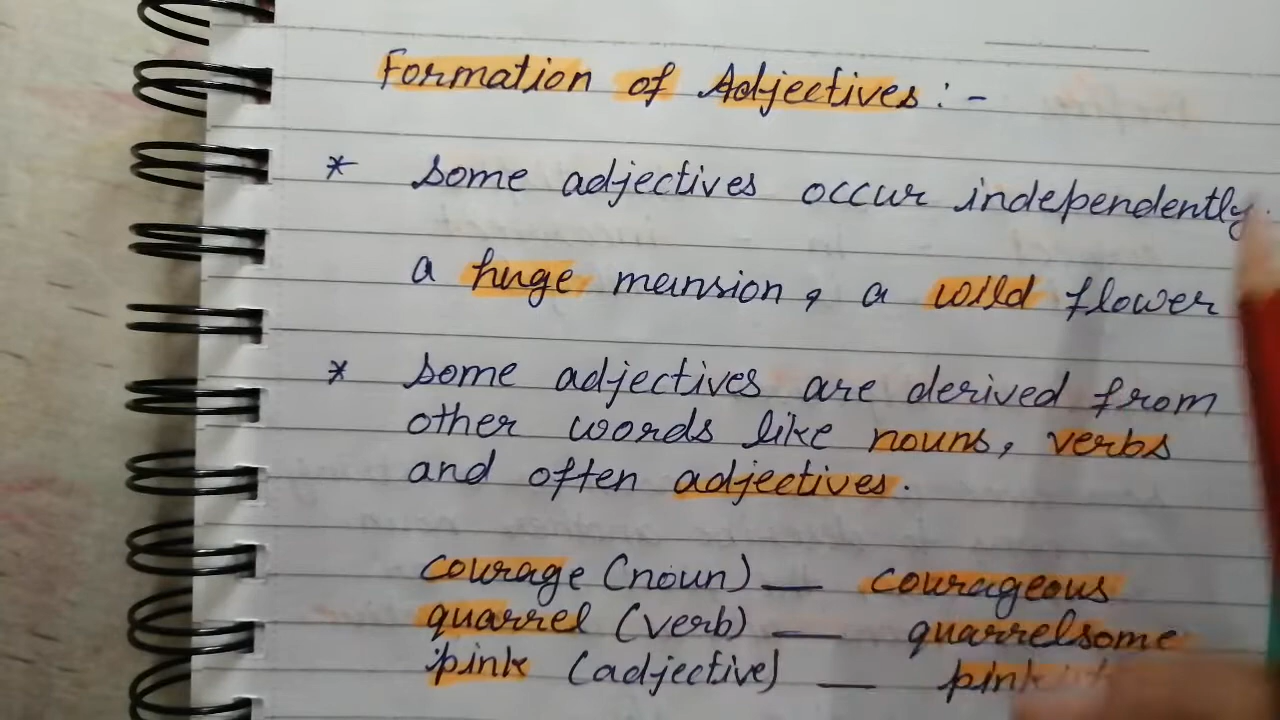 Formation of Adjectives : -
* Some adjectives occur independently.
a huge mansion, a wild flower
* Some adjectives are derived from
other words like nouns, verbs
and often adjectives.
courage (noun) — courageous
quarrel (verb) — quarrelsome
pink (adjective) —